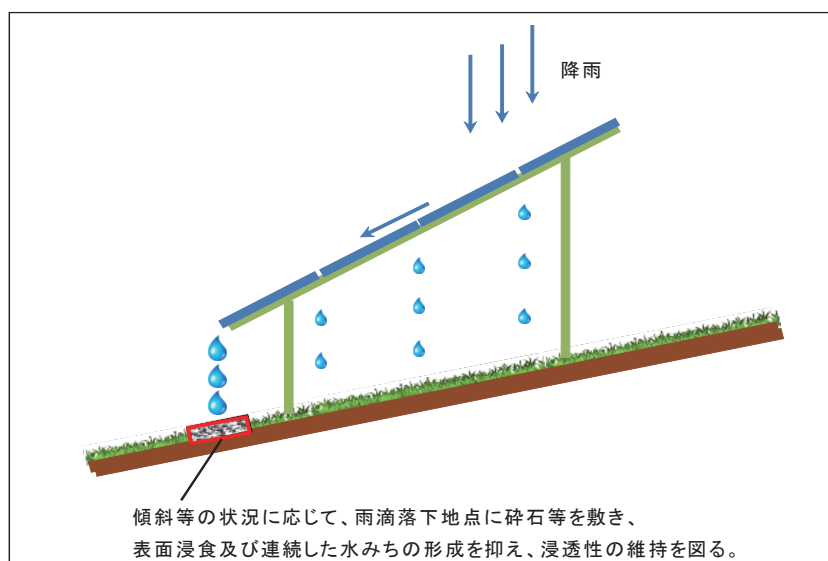 降雨
傾斜等の状況に応じて、雨滴落下地点に砕石等を敷き、
表面浸食及び連続した水みちの形成を抑え、浸透性の維持を図る。